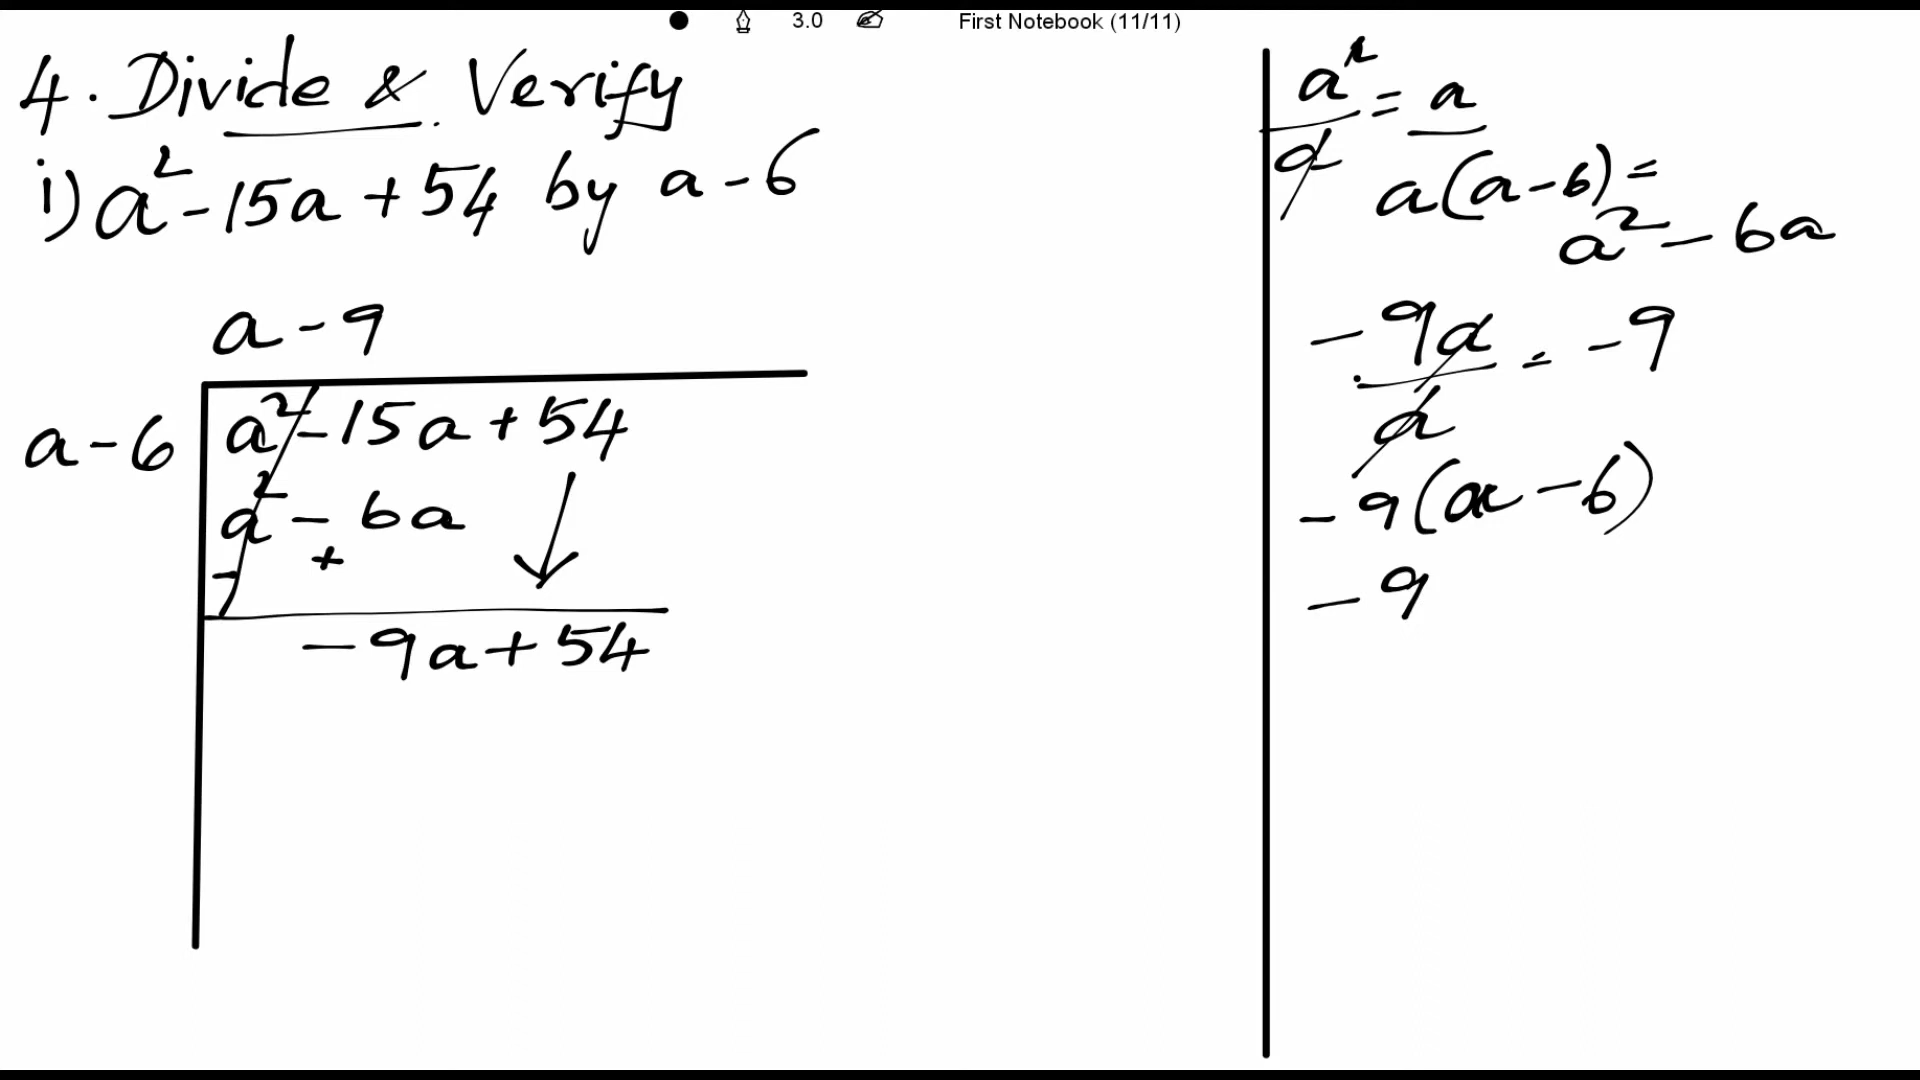 3.0 First Notebook (11/11)
4. Divide & Verify
i) a² - 15a + 54 by a - 6
a - 9
a - 6 a² - 15a + 54
a² - 6a
- +
- 9a + 54
a² = a
a
a(a - 6) =
a² - 6a
- 9a = - 9
a
- 9(a - 6)
- 9